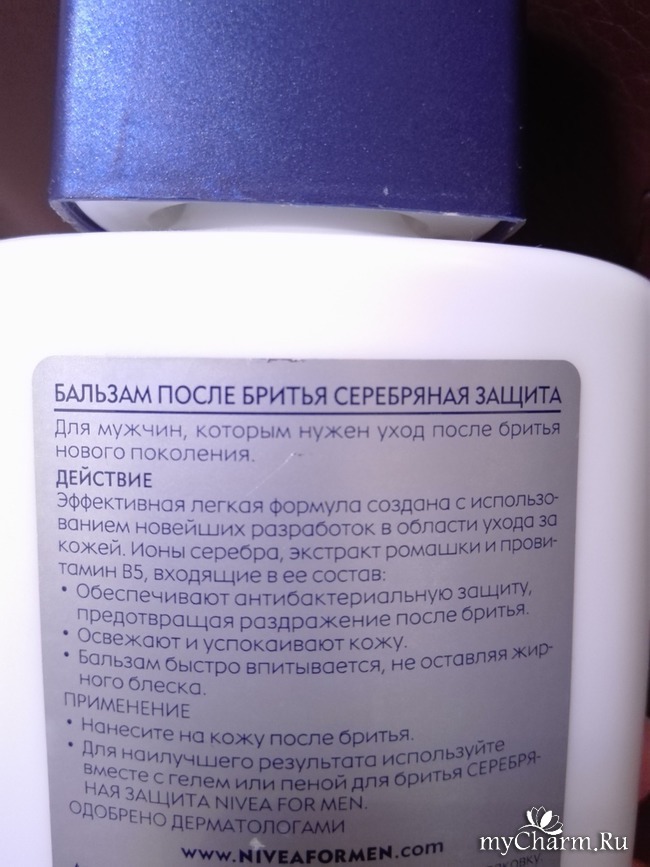 БАЛЬЗАМ ПОСЛЕ БРИТЬЯ СЕРЕБРЯНАЯ ЗАЩИТА
Для мужчин, которым нужен уход после бритья
нового поколения.
ДЕЙСТВИЕ
Эффективная легкая формула создана с использо-
ванием новейших разработок в области ухода за
кожей. Ионы серебра, экстракт ромашки и прови-
тамин B5, входящие в ее состав:
• Обеспечивают антибактериальную защиту,
предотвращая раздражение после бритья.
• Освежают и успокаивают кожу.
• Бальзам быстро впитывается, не оставляя жир-
ного блеска.
ПРИМЕНЕНИЕ
• Нанесите на кожу после бритья.
• Для наилучшего результата используйте
вместе с гелем или пеной для бритья СЕРЕБРЯ-
НАЯ ЗАЩИТА NIVEA FOR MEN.
ОДОБРЕНО ДЕРМАТОЛОГАМИ
www.NIVEAFORMEN.com
myCharm.Ru